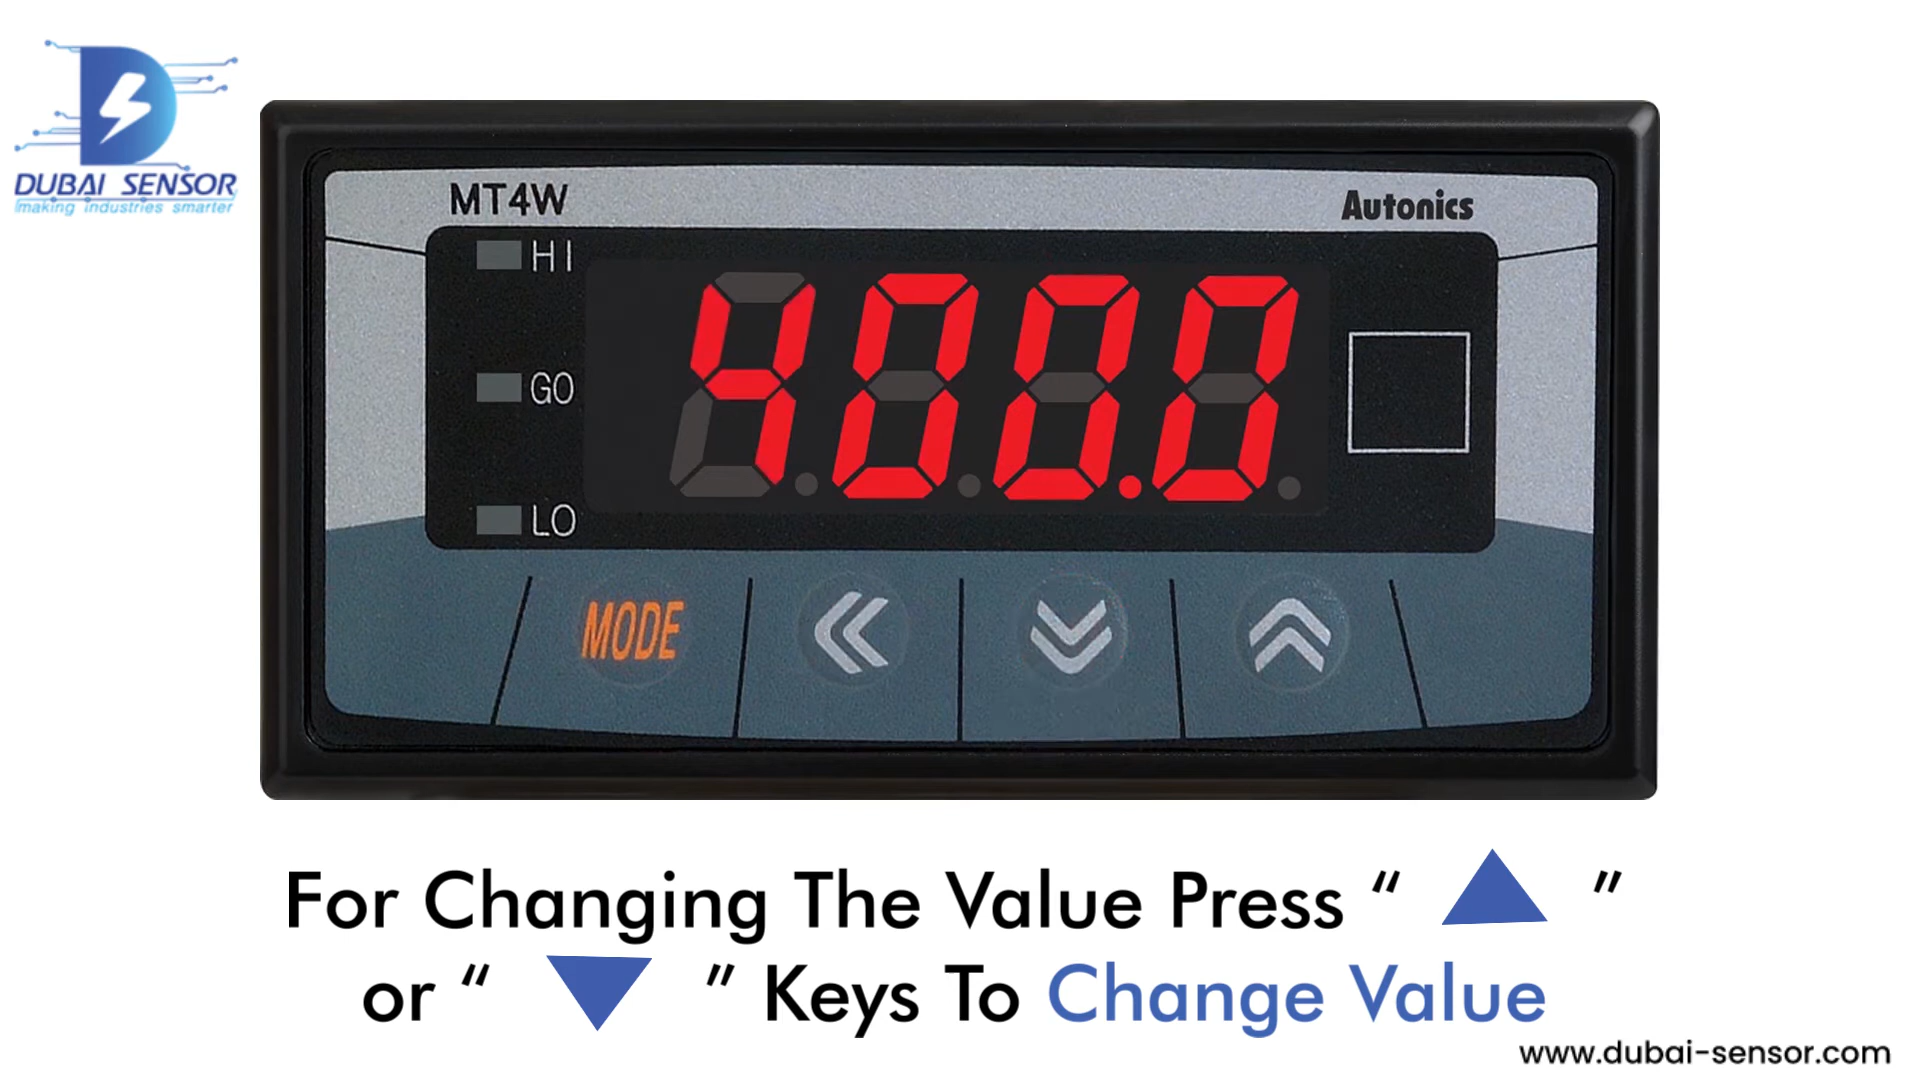 DUBAI SENSOR
making industries smarter
MT4W
Autonics
HI
400.0
GO
LO
MODE
For Changing The Value Press “ ▲ ”
or “ ▼ ” Keys To Change Value
www.dubai-sensor.com